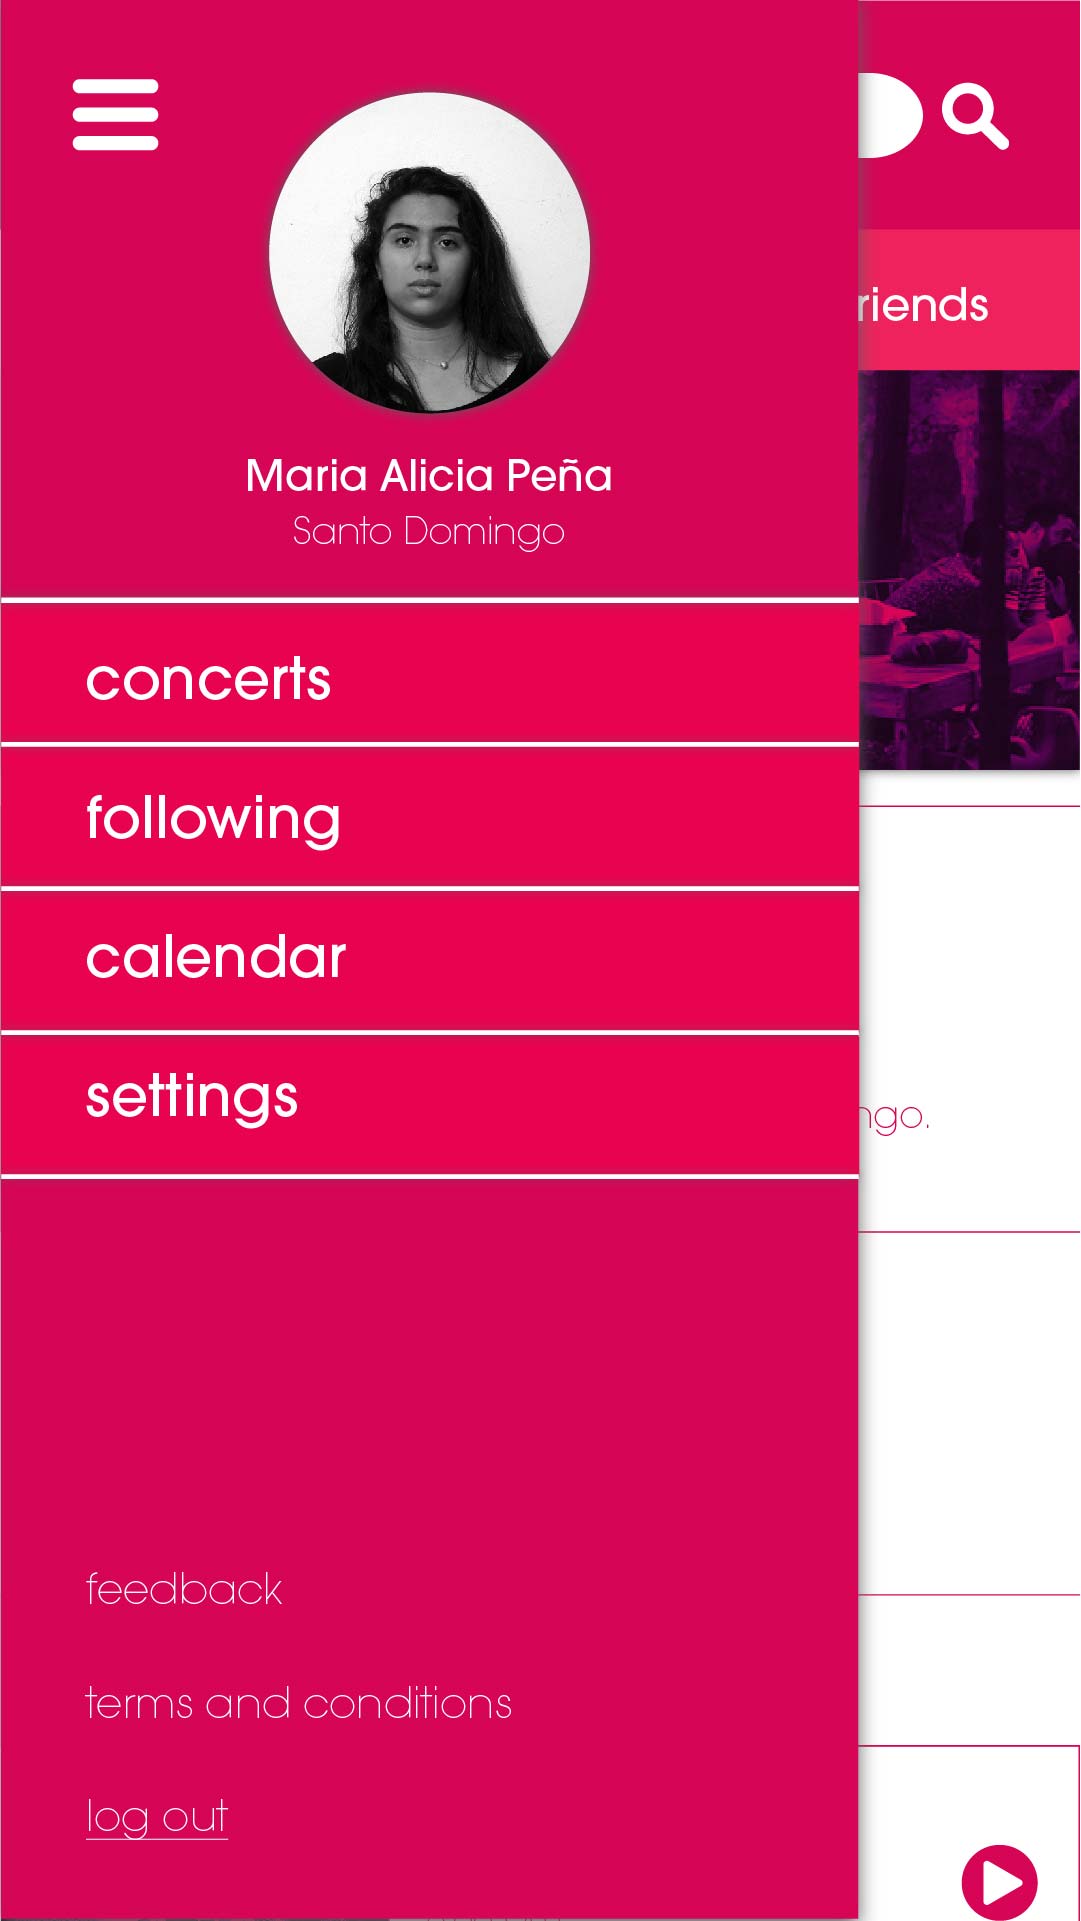 riends
Maria Alicia Peña
Santo Domingo
concerts
following
calendar
settings
ngo.
feedback
terms and conditions
log out